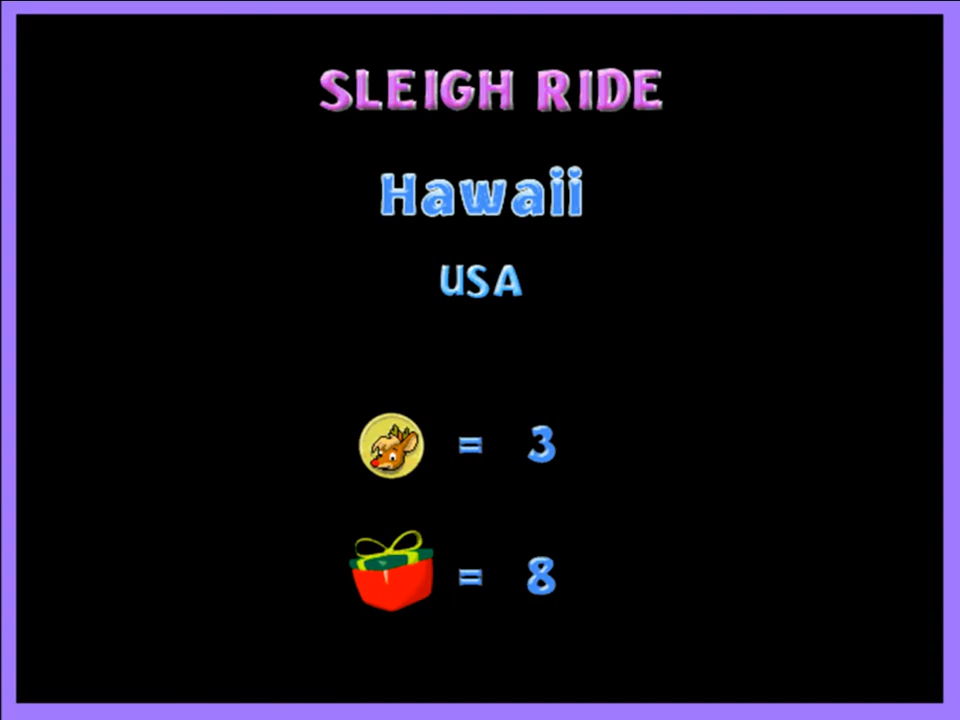 SLEIGH RIDE
Hawaii
USA
= 3
= 8